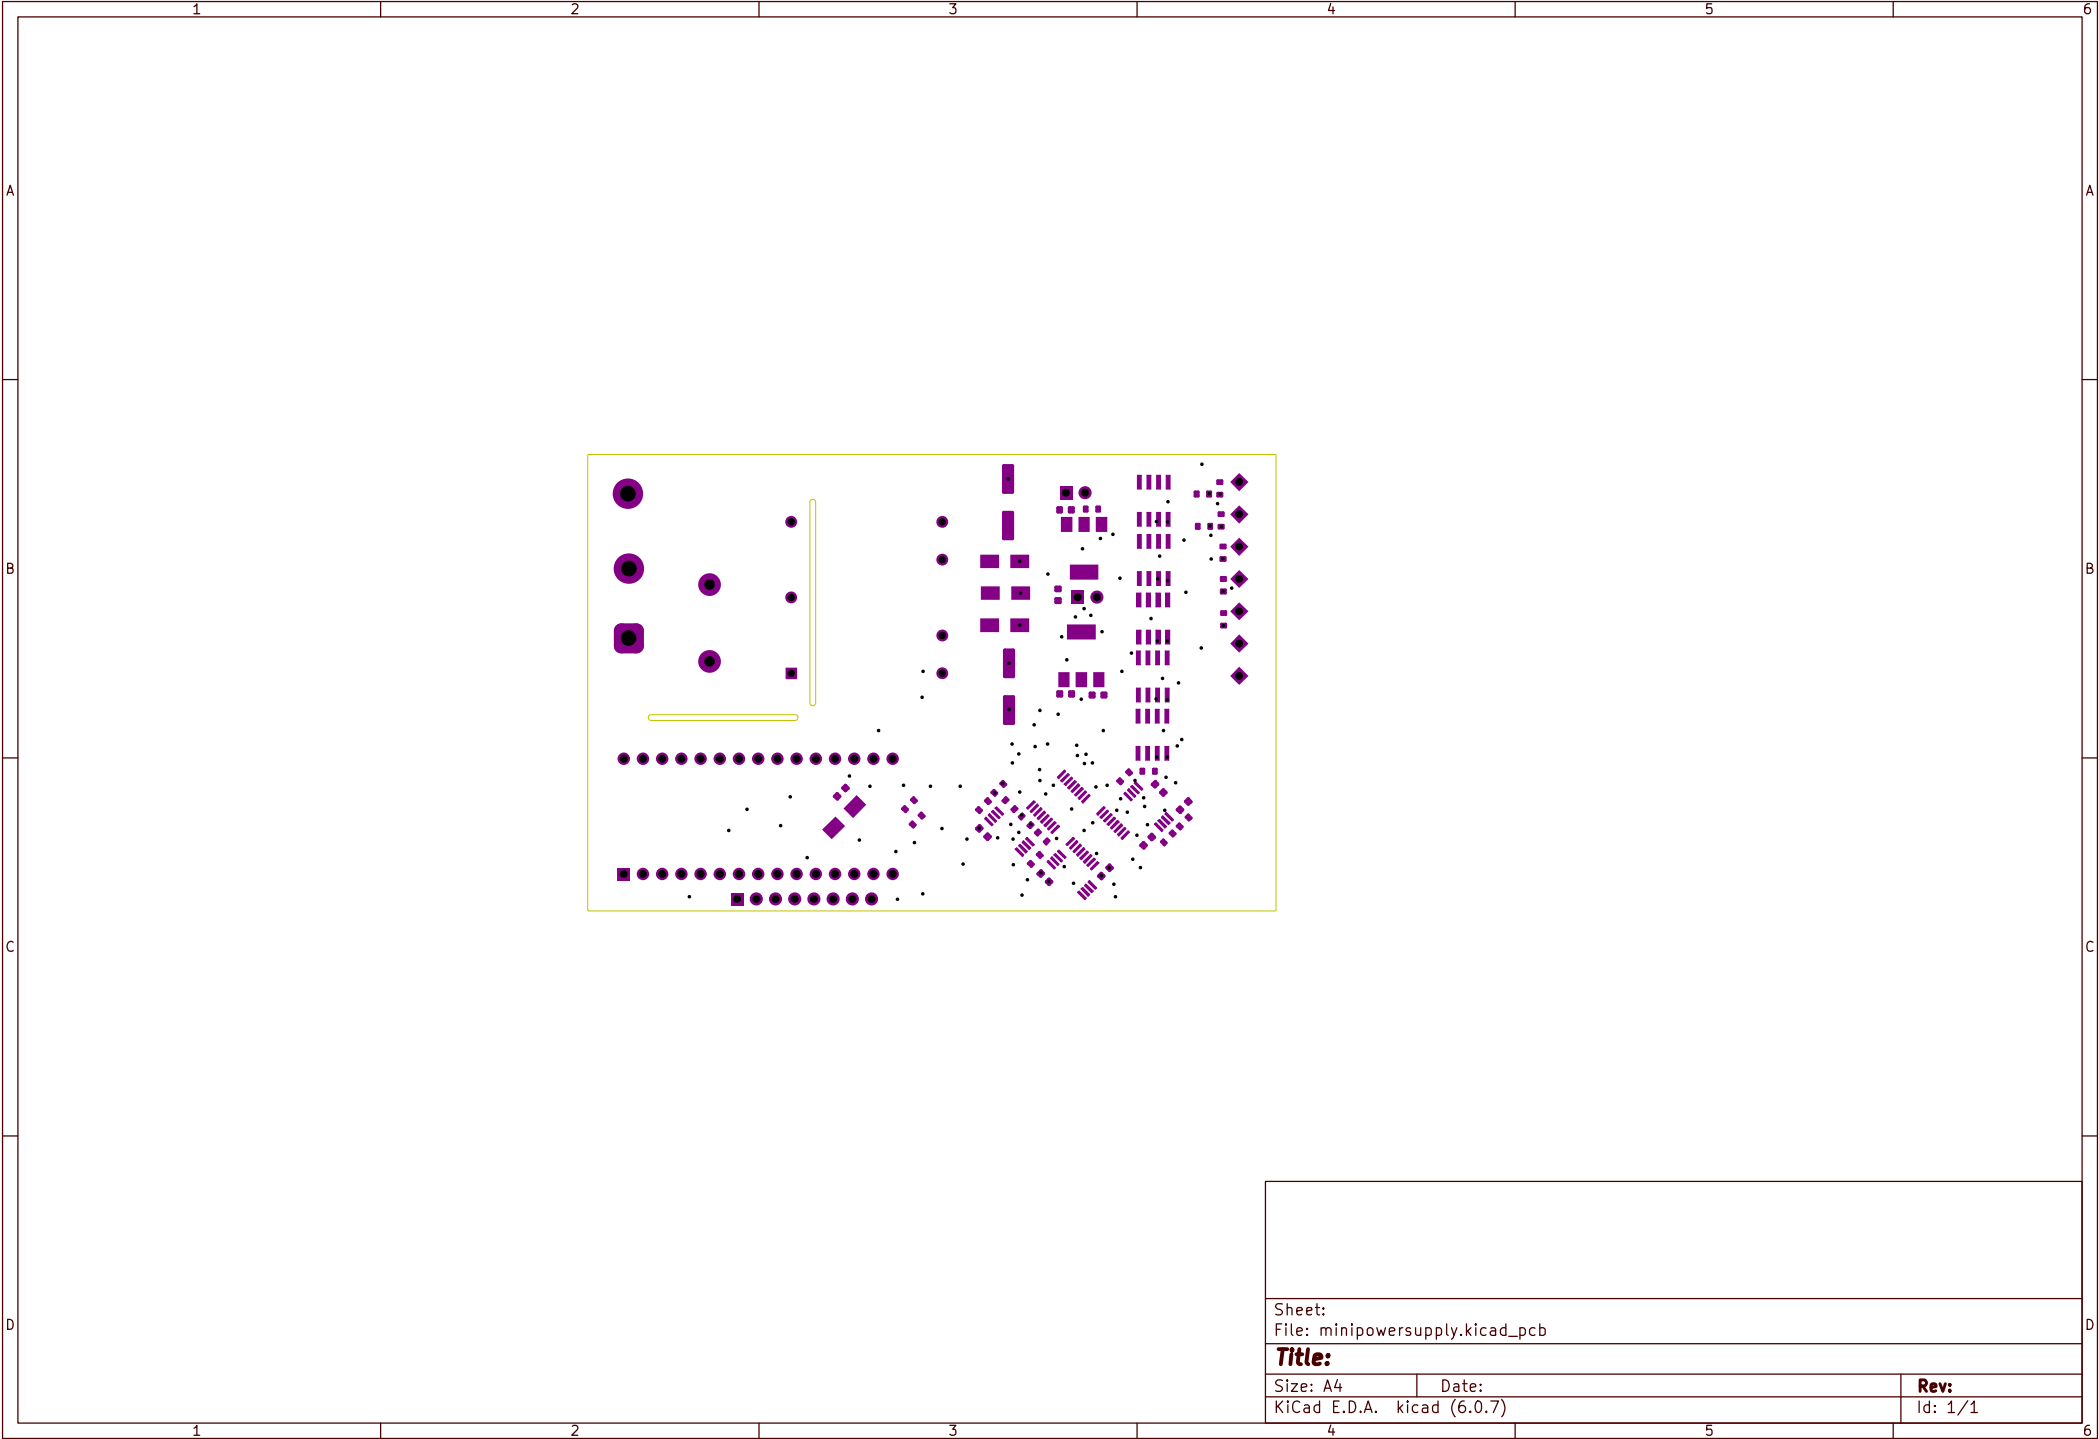 1 2 3 4 5 6
A A
B B
C C
D D
Sheet:
File: minipowersupply.kicad_pcb
Title:
Size: A4 Date: Rev:
KiCad E.D.A. kicad (6.0.7) Id: 1/1
1 2 3 4 5 6